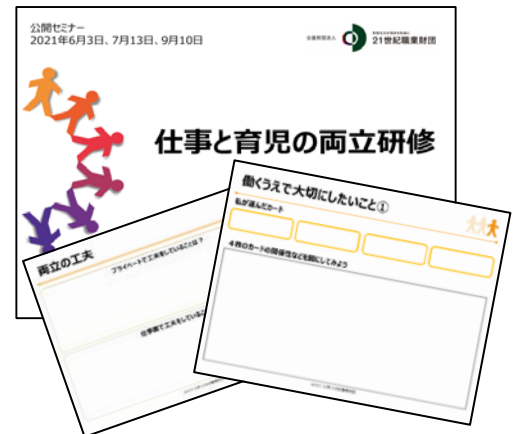 公開セミナー
2021年6月3日、7月13日、9月10日
公益財団法人
21世紀職業財団
仕事と育児の両立研修
働くうえで大切にしたいこと①
私が選んだカード
4枚のカードの関係性などを図にしてみよう
両立の工夫
プライベートで工夫をしていることは？
仕事面で工夫をしているこ